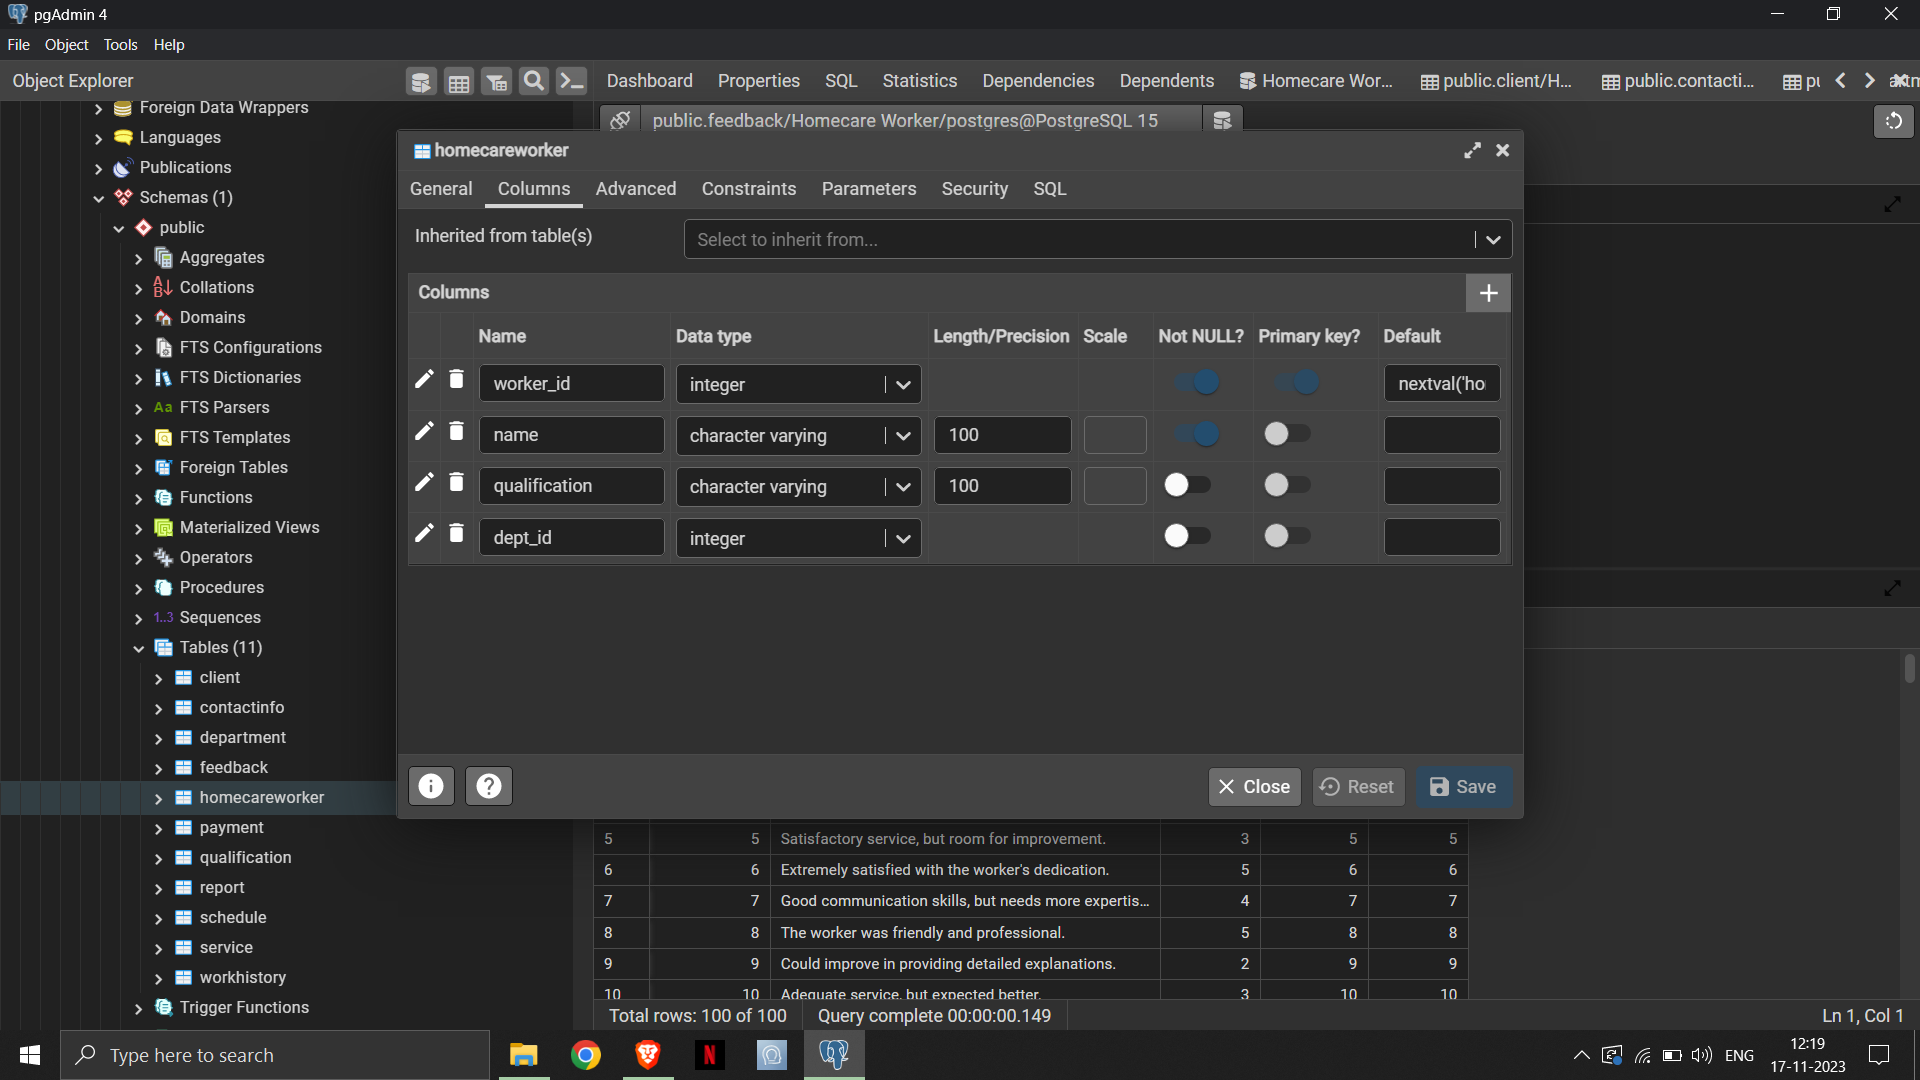 pgAdmin 4
File Object Tools Help
Object Explorer
Dashboard Properties SQL Statistics Dependencies Dependents Homecare Wor... public.client/H... public.contacti...
public.feedback/Homecare Worker/postgres@PostgreSQL 15
Foreign Data Wrappers
Languages
Publications
Schemas (1)
public
Aggregates
Collations
Domains
FTS Configurations
FTS Dictionaries
Aa FTS Parsers
FTS Templates
Foreign Tables
Functions
Materialized Views
Operators
Procedures
1..3 Sequences
Tables (11)
client
contactinfo
department
feedback
homecareworker
payment
qualification
report
schedule
service
workhistory
Trigger Functions
homecareworker
General Columns Advanced Constraints Parameters Security SQL
Inherited from table(s) Select to inherit from...
Columns
Name Data type Length/Precision Scale Not NULL? Primary key? Default
worker_id integer nextval('ho
name character varying 100
qualification character varying 100
dept_id integer
Close Reset Save
5 5 Satisfactory service, but room for improvement. 3 5 5
6 6 Extremely satisfied with the worker's dedication. 5 6 6
7 7 Good communication skills, but needs more expertis... 4 7 7
8 8 The worker was friendly and professional. 5 8 8
9 9 Could improve in providing detailed explanations. 2 9 9
10 10 Adequate service, but expected better. 3 10 10
Total rows: 100 of 100 Query complete 00:00:00.149 Ln 1, Col 1
Type here to search
ENG
12:19
17-11-2023